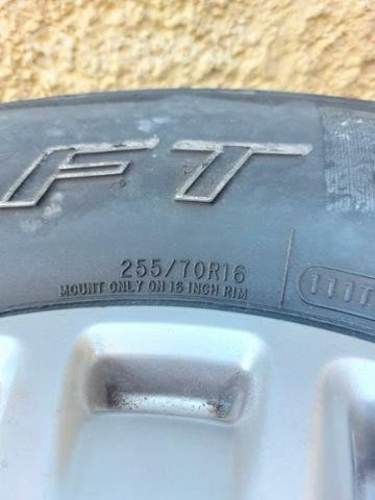 FT
255/70R16
MOUNT ONLY ON 16 INCH RIM